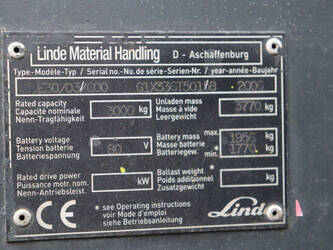 Linde Material Handling D - Aschaffenburg
Type-Modèle-Typ / Serial no.-No. de série-Serien-Nr. / year-année-Baujahr
2006
Rated capacity
Capacité nominale
Nenn-Tragfähigkeit
3000 kg
Unladen mass
Masse à vide
Leergewicht
3770 kg
Battery voltage
Tension batterie
Batteriespannung
80 V
Battery mass max.
Masse batterie
Batteriegew. min.
1956 kg
1770 kg
Rated drive power
Puissance motr. nom.
Nenn-Antriebsleist.
kW
Ballast weight *
Poids additionnel
Zusatzgewicht
kg
CE
* see Operating instructions
voir Mode d'emploi
siehe Betriebsanleitung
Linde